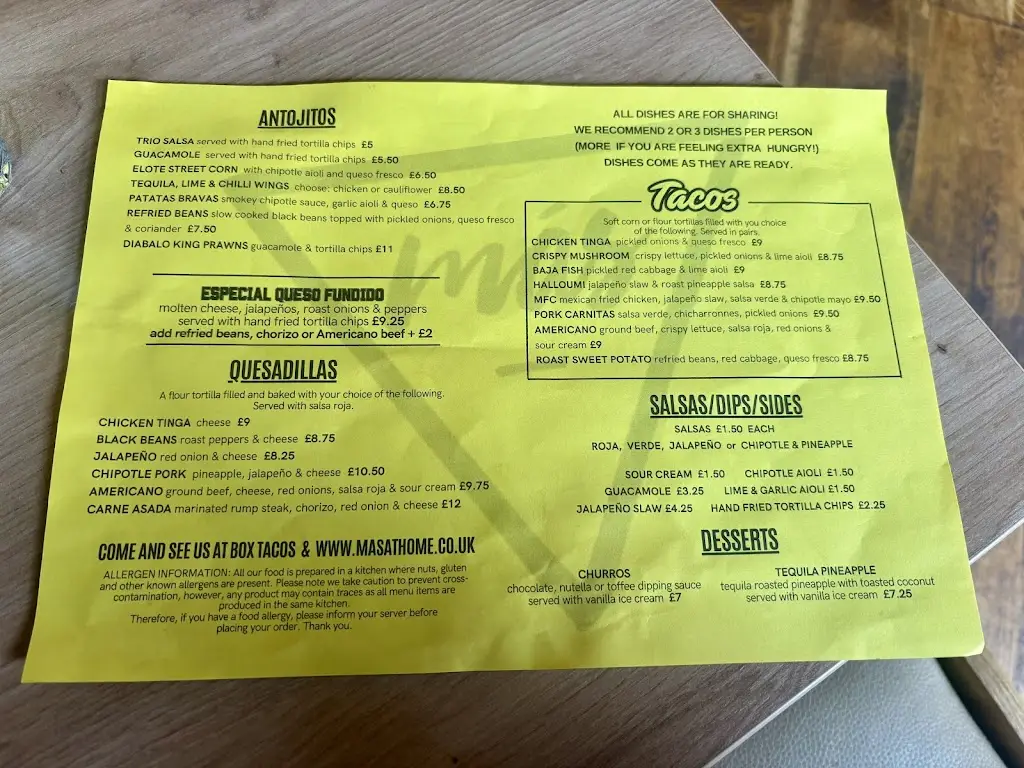 ANTOJITOS
TRIO SALSA served with hand fried tortilla chips £5
GUACAMOLE served with hand fried tortilla chips £5.50
ELOTE STREET CORN with chipotle aioli and queso fresco £6.50
TEQUILA, LIME & CHILLI WINGS choose: chicken or cauliflower £8.50
PATATAS BRAVAS smokey chipotle sauce, garlic aioli & queso £6.75
REFRIED BEANS slow cooked black beans topped with pickled onions, queso fresco
& coriander £7.50
DIABALO KING PRAWNS guacamole & tortilla chips £11
ESPECIAL QUESO FUNDIDO
molten cheese, jalapeños, roast onions & peppers
served with hand fried tortilla chips £9.25
add refried beans, chorizo or Americano beef + £2
QUESADILLAS
A flour tortilla filled and baked with your choice of the following.
Served with salsa roja.
CHICKEN TINGA cheese £9
BLACK BEANS roast peppers & cheese £8.75
JALAPEÑO red onion & cheese £8.25
CHIPOTLE PORK pineapple, jalapeño & cheese £10.50
AMERICANO ground beef, cheese, red onions, salsa roja & sour cream £9.75
CARNE ASADA marinated rump steak, chorizo, red onion & cheese £12
COME AND SEE US AT BOX TACOS & WWW.MASATHOME.CO.UK
ALLERGEN INFORMATION: All our food is prepared in a kitchen where nuts, gluten
and other known allergens are present. Please note we take caution to prevent cross-
contamination, however, any product may contain traces as all menu items are
produced in the same kitchen.
Therefore, if you have a food allergy, please inform your server before
placing your order. Thank you.
ALL DISHES ARE FOR SHARING!
WE RECOMMEND 2 OR 3 DISHES PER PERSON
(MORE IF YOU ARE FEELING EXTRA HUNGRY!)
DISHES COME AS THEY ARE READY.
Tacos
Soft corn or flour tortillas filled with you choice
of the following. Served in pairs.
CHICKEN TINGA pickled onions & queso fresco £9
CRISPY MUSHROOM crispy lettuce, pickled onions & lime aioli £8.75
BAJA FISH pickled red cabbage & lime aioli £9
HALLOUMI jalapeño slaw & roast pineapple salsa £8.75
MFC mexican fried chicken, jalapeño slaw, salsa verde & chipotle mayo £9.50
PORK CARNITAS salsa verde, chicharronnes, pickled onions £9.50
AMERICANO ground beef, crispy lettuce, salsa roja, red onions &
sour cream £9
ROAST SWEET POTATO refried beans, red cabbage, queso fresco £8.75
SALSAS/DIPS/SIDES
SALSAS £1.50 EACH
ROJA, VERDE, JALAPEÑO or CHIPOTLE & PINEAPPLE
SOUR CREAM £1.50 CHIPOTLE AIOLI £1.50
GUACAMOLE £3.25 LIME & GARLIC AIOLI £1.50
JALAPEÑO SLAW £4.25 HAND FRIED TORTILLA CHIPS £2.25
DESSERTS
CHURROS
chocolate, nutella or toffee dipping sauce
served with vanilla ice cream £7
TEQUILA PINEAPPLE
tequila roasted pineapple with toasted coconut
served with vanilla ice cream £7.25
más